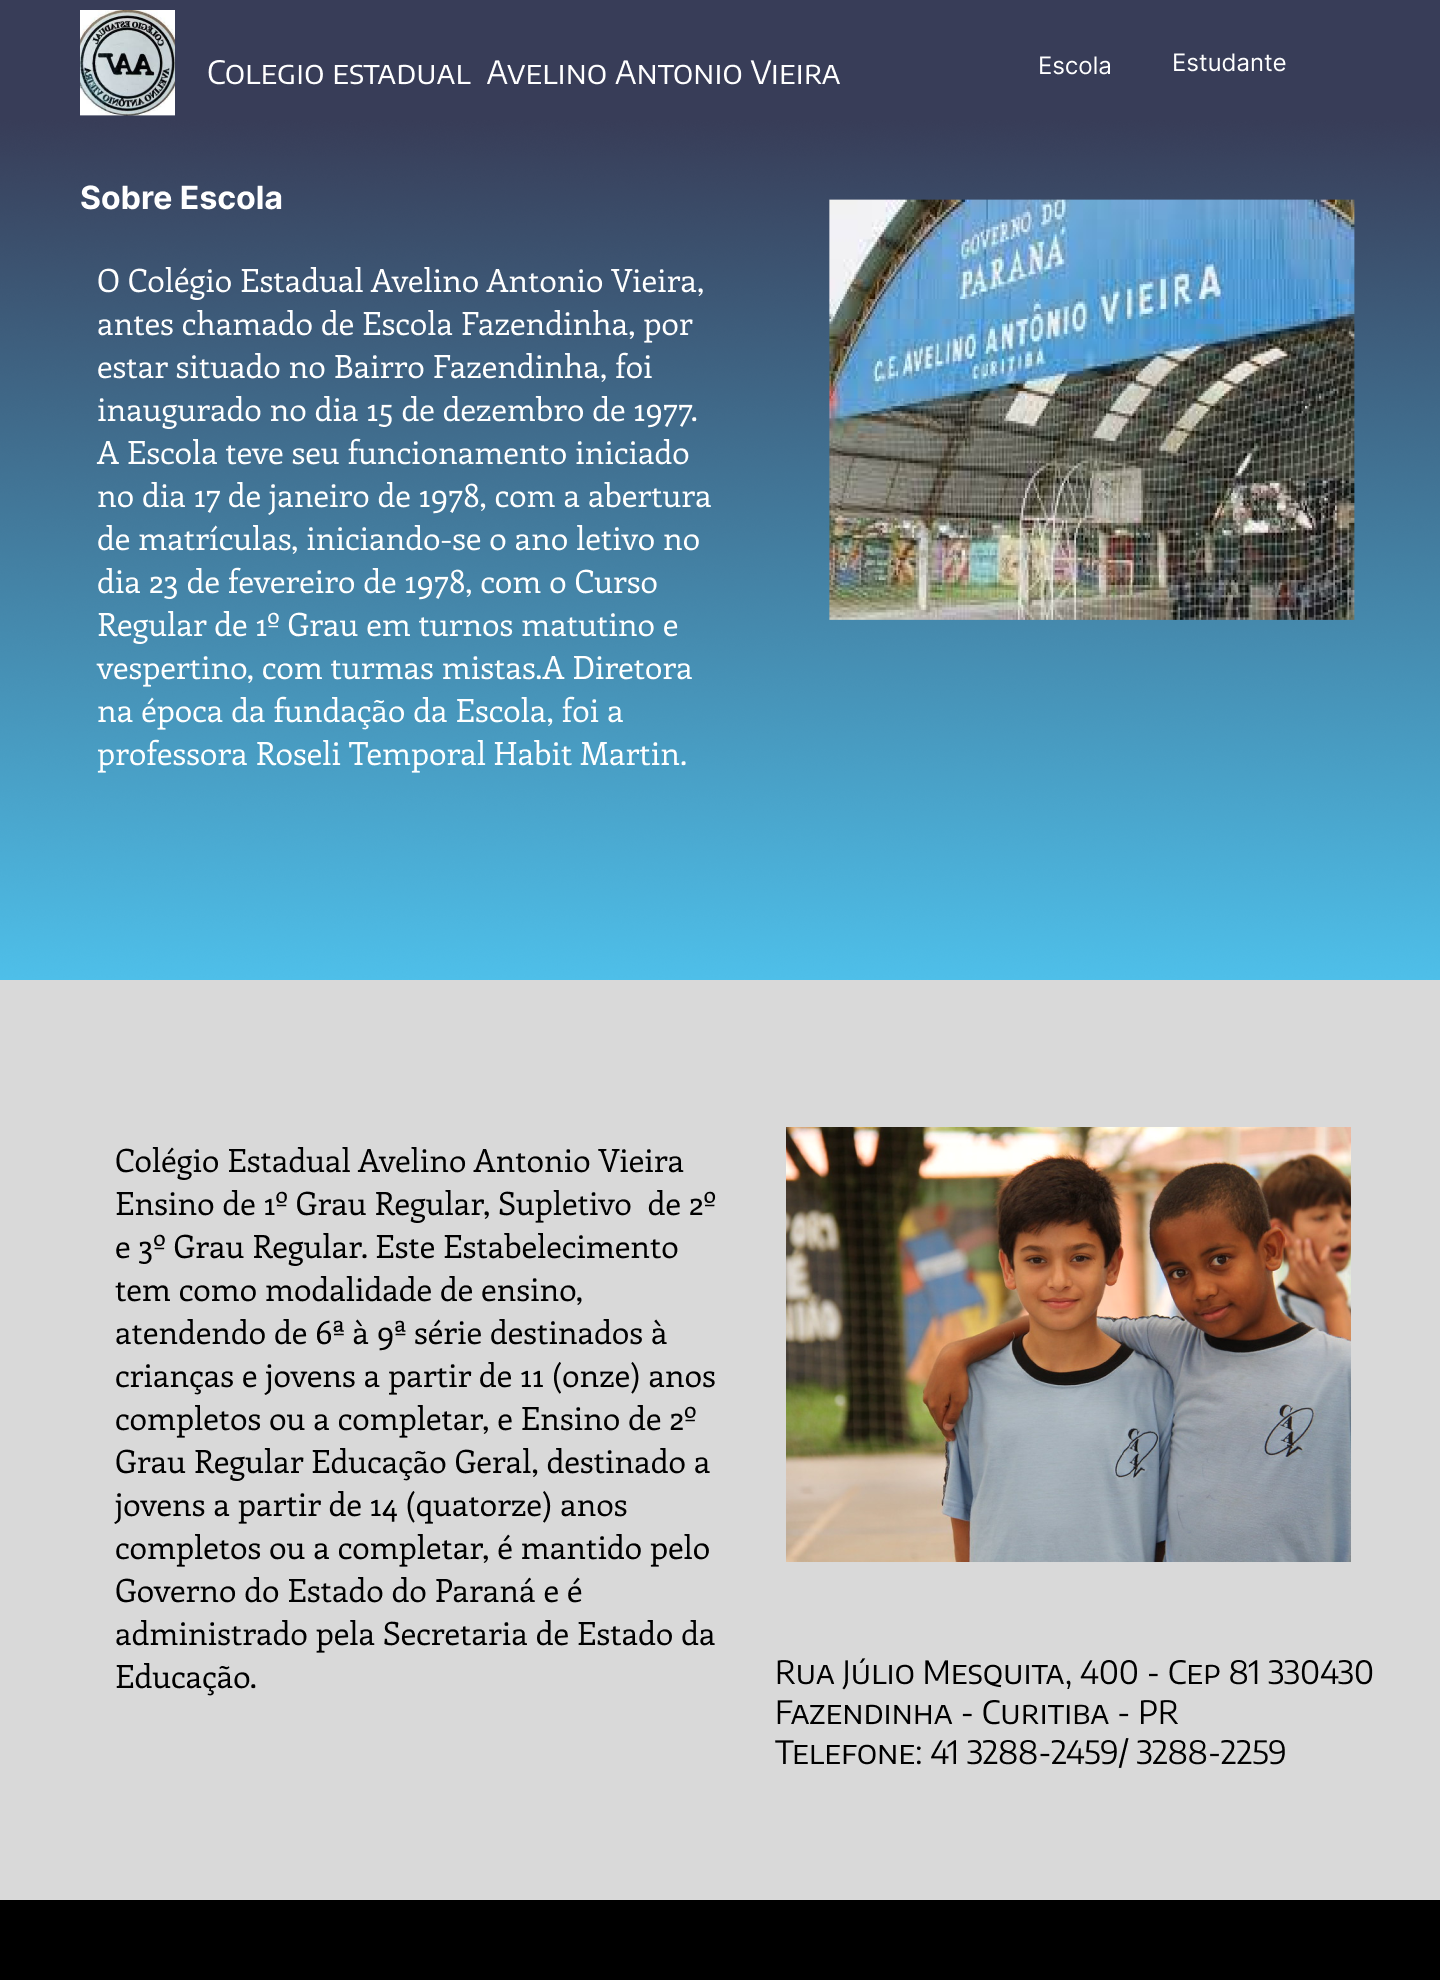 COLÉGIO ESTADUAL
AAV
AVELINO ANTÔNIO VIEIRA
Colegio estadual  Avelino Antonio Vieira
Escola
Estudante
Sobre Escola
O Colégio Estadual Avelino Antonio Vieira,
antes chamado de Escola Fazendinha, por
estar situado no Bairro Fazendinha, foi
inaugurado no dia 15 de dezembro de 1977.
A Escola teve seu funcionamento iniciado
no dia 17 de janeiro de 1978, com a abertura
de matrículas, iniciando-se o ano letivo no
dia 23 de fevereiro de 1978, com o Curso
Regular de 1º Grau em turnos matutino e
vespertino, com turmas mistas.A Diretora
na época da fundação da Escola, foi a
professora Roseli Temporal Habit Martin.
GOVERNO DO
PARANÁ
C.E. AVELINO ANTÔNIO VIEIRA
CURITIBA
Colégio Estadual Avelino Antonio Vieira
Ensino de 1º Grau Regular, Supletivo  de 2º
e 3º Grau Regular. Este Estabelecimento
tem como modalidade de ensino,
atendendo de 6ª à 9ª série destinados à
crianças e jovens a partir de 11 (onze) anos
completos ou a completar, e Ensino de 2º
Grau Regular Educação Geral, destinado a
jovens a partir de 14 (quatorze) anos
completos ou a completar, é mantido pelo
Governo do Estado do Paraná e é
administrado pela Secretaria de Estado da
Educação.
Rua Júlio Mesquita, 400 - Cep 81 330430
Fazendinha - Curitiba - PR
Telefone: 41 3288-2459/ 3288-2259